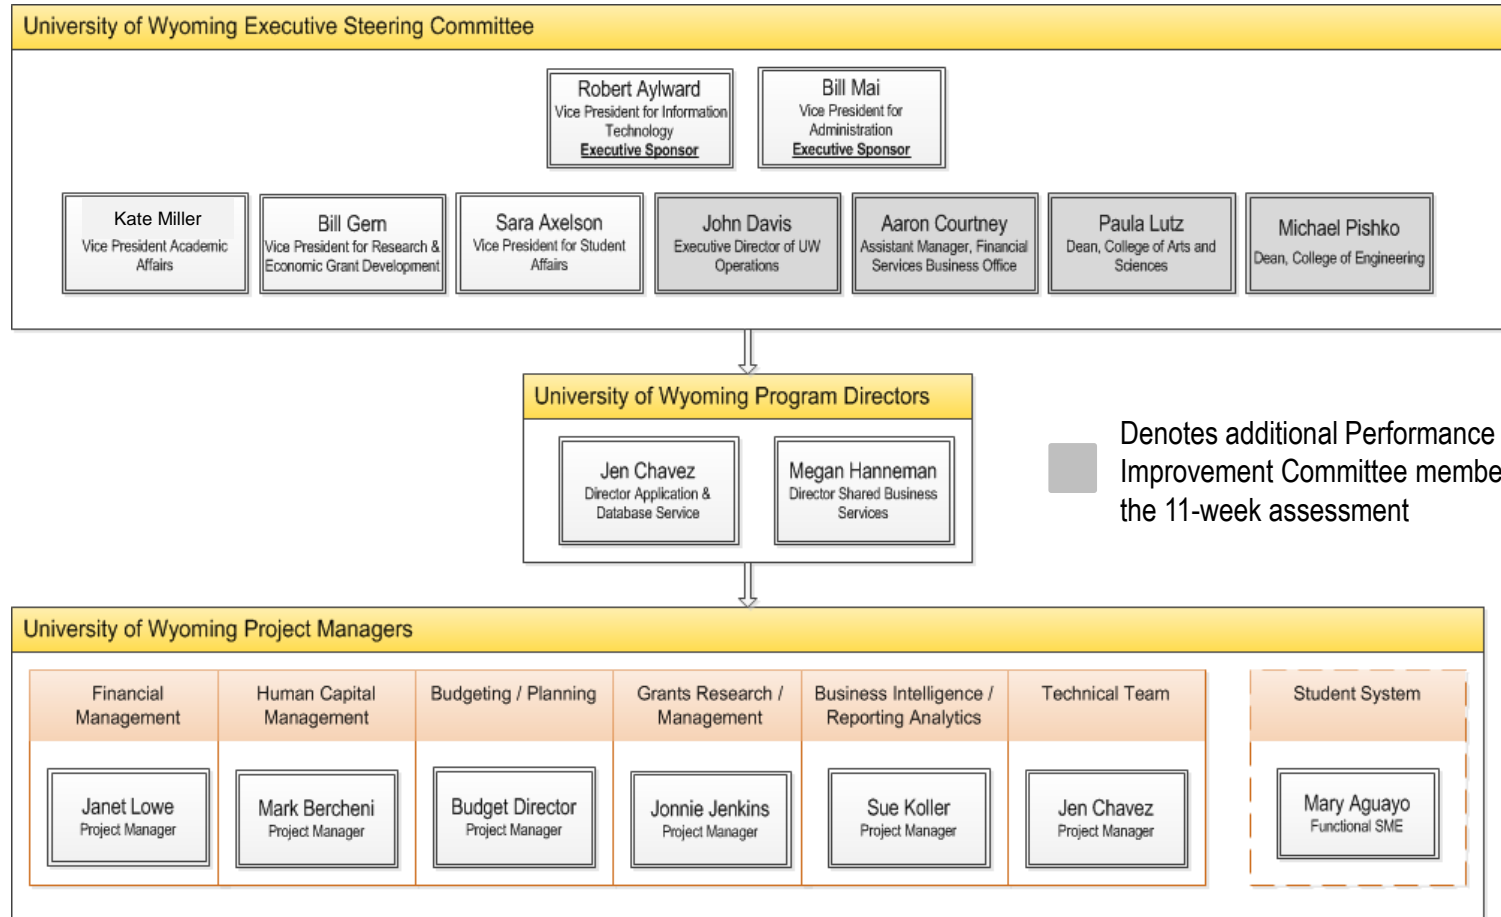 University of Wyoming Executive Steering Committee
Robert Aylward
Vice President for Information
Technology
Executive Sponsor
Bill Mai
Vice President for
Administration
Executive Sponsor
Kate Miller
Vice President Academic
Affairs
Bill Gern
Vice President for Research &
Economic Grant Development
Sara Axelson
Vice President for Student
Affairs
John Davis
Executive Director of UW
Operations
Aaron Courtney
Assistant Manager, Financial
Services Business Office
Paula Lutz
Dean, College of Arts and
Sciences
Michael Pishko
Dean, College of Engineering
University of Wyoming Program Directors
Jen Chavez
Director Application &
Database Service
Megan Hanneman
Director Shared Business
Services
Denotes additional Performance
Improvement Committee membe
the 11-week assessment
University of Wyoming Project Managers
Financial
Management
Janet Lowe
Project Manager
Human Capital
Management
Mark Bercheni
Project Manager
Budgeting / Planning
Budget Director
Project Manager
Grants Research /
Management
Jonnie Jenkins
Project Manager
Business Intelligence /
Reporting Analytics
Sue Koller
Project Manager
Technical Team
Jen Chavez
Project Manager
Student System
Mary Aguayo
Functional SME